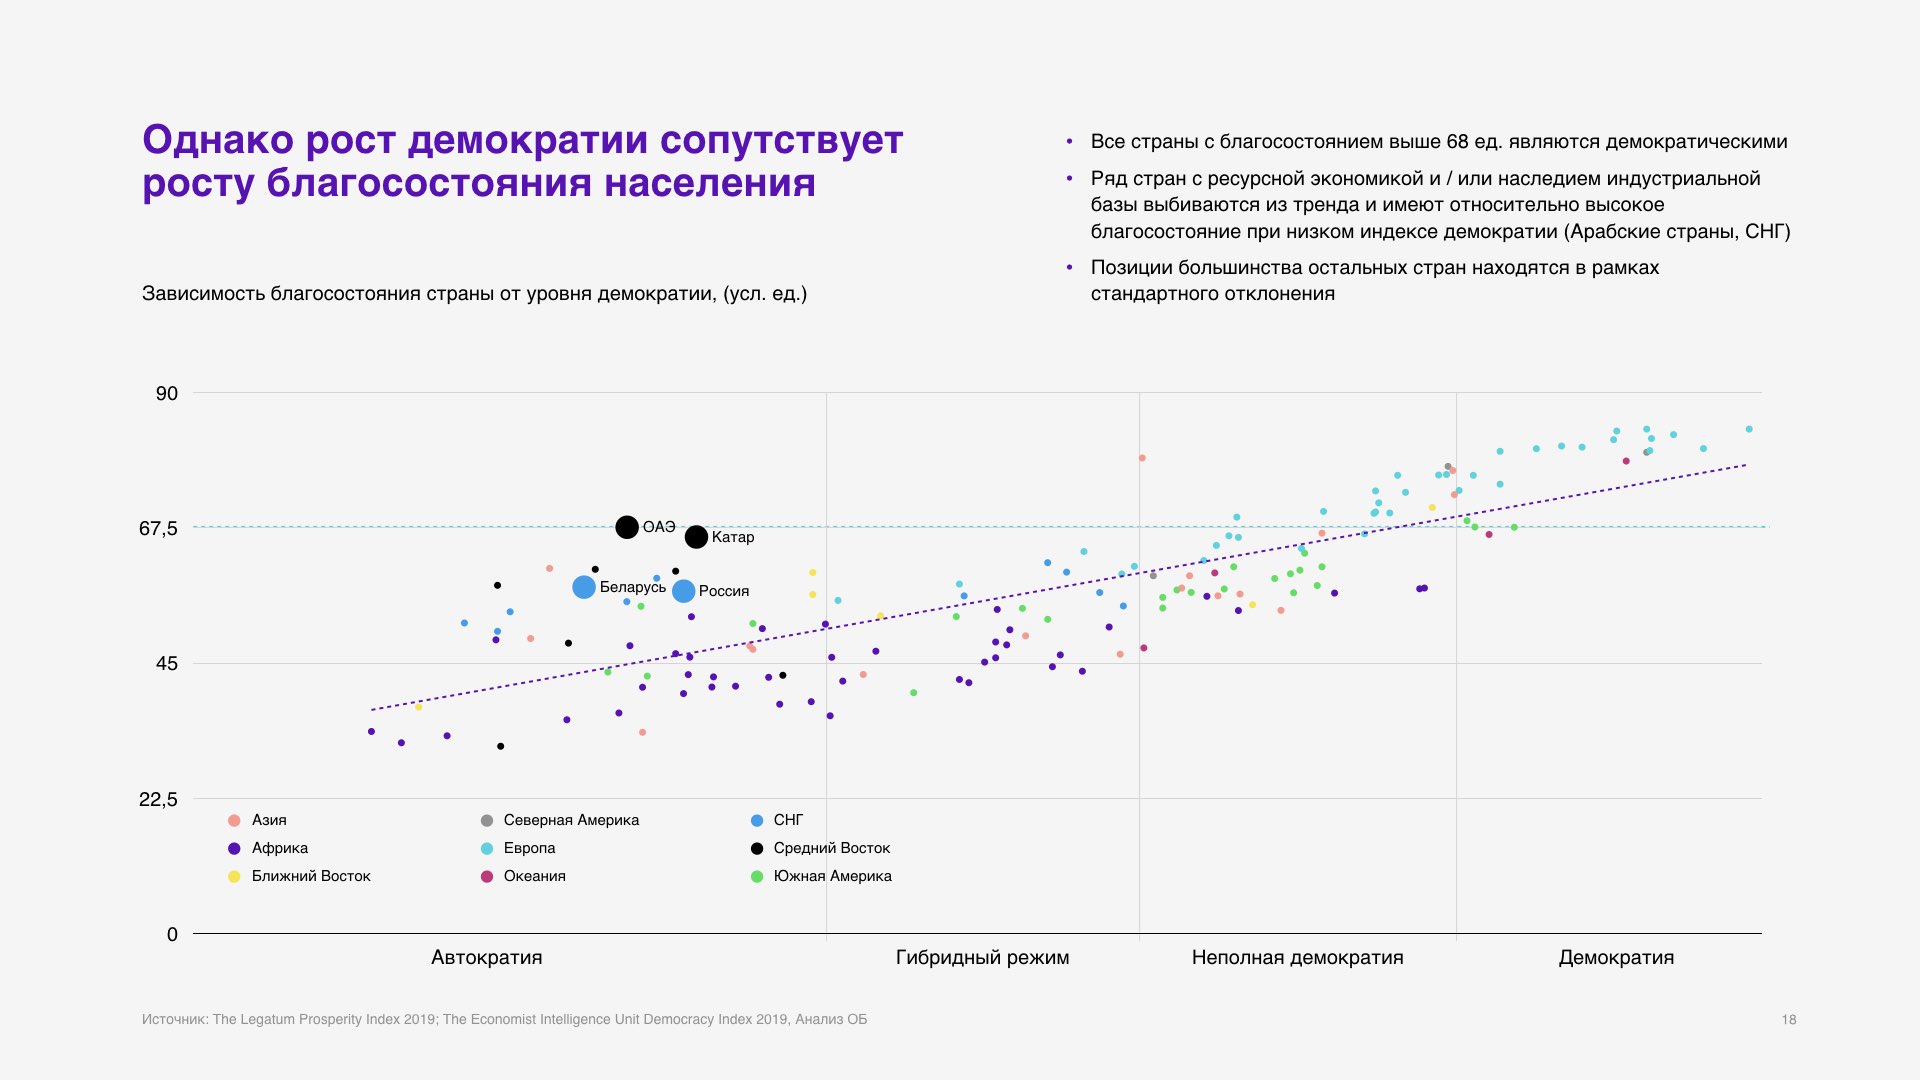 Однако рост демократии сопутствует
росту благосостояния населения
Зависимость благосостояния страны от уровня демократии, (усл. ед.)
• Все страны с благосостоянием выше 68 ед. являются демократическими
• Ряд стран с ресурсной экономикой и / или наследием индустриальной
базы выбиваются из тренда и имеют относительно высокое
благосостояние при низком индексе демократии (Арабские страны, СНГ)
• Позиции большинства остальных стран находятся в рамках
стандартного отклонения
90
67,5
45
22,5
0
ОАЭ
Катар
Беларусь
Россия
Азия
Северная Америка
СНГ
Африка
Европа
Средний Восток
Ближний Восток
Океания
Южная Америка
Автократия
Гибридный режим
Неполная демократия
Демократия
Источник: The Legatum Prosperity Index 2019; The Economist Intelligence Unit Democracy Index 2019, Анализ ОБ
18